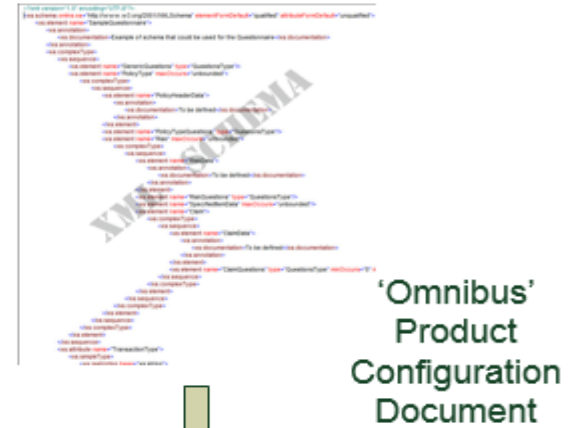 <?xml version="1.0" encoding="UTF-8"?>
<xs:schema xmlns:xs="http://www.w3.org/2001/XMLSchema" elementFormDefault="qualified" attributeFormDefault="unqualified">
<xs:element name="SampleQuestionnaire">
<xs:annotation>
<xs:documentation>Example of schema that could be used for the Questionnaire</xs:documentation>
</xs:annotation>
<xs:complexType>
<xs:sequence>
<xs:element name="GenericQuestions" type="QuestionsType">
<xs:element name="PolicyType" maxOccurs="unbounded">
<xs:complexType>
<xs:sequence>
<xs:element name="PolicyHeaderData">
<xs:annotation>
<xs:documentation>To be defined</xs:documentation>
</xs:annotation>
</xs:element>
<xs:element name="PolicyTypeQuestions" type="QuestionsType">
<xs:element name="Risk" maxOccurs="unbounded">
<xs:complexType>
<xs:sequence>
<xs:element name="RiskData">
<xs:annotation>
<xs:documentation>To be defined</xs:documentation>
</xs:annotation>
</xs:element>
<xs:element name="RiskQuestions" type="QuestionsType">
<xs:element name="SpecifiedItemData" maxOccurs="unbounded">
<xs:element name="Claim">
<xs:complexType>
<xs:sequence>
<xs:element name="ClaimData">
<xs:annotation>
<xs:documentation>To be defined</xs:documentation>
</xs:annotation>
</xs:element>
<xs:element name="ClaimQuestions" type="QuestionsType" minOccurs="0"
</xs:sequence>
</xs:complexType>
</xs:element>
</xs:sequence>
</xs:complexType>
</xs:element>
</xs:sequence>
</xs:complexType>
</xs:element>
</xs:sequence>
<xs:attribute name="TransactionType">
<xs:simpleType>
XML SCHEMA
‘Omnibus’
Product
Configuration
Document